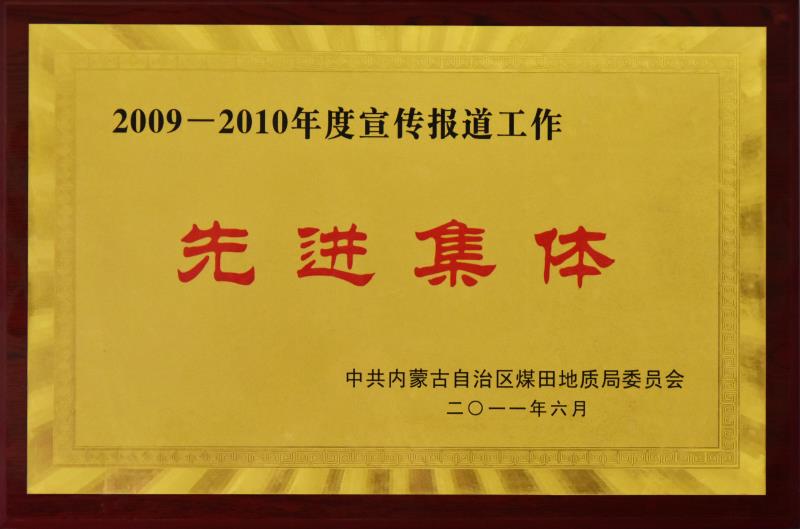 2009－2010年度宣传报道工作
先进集体
中共内蒙古自治区煤田地质局委员会
二〇一一年六月